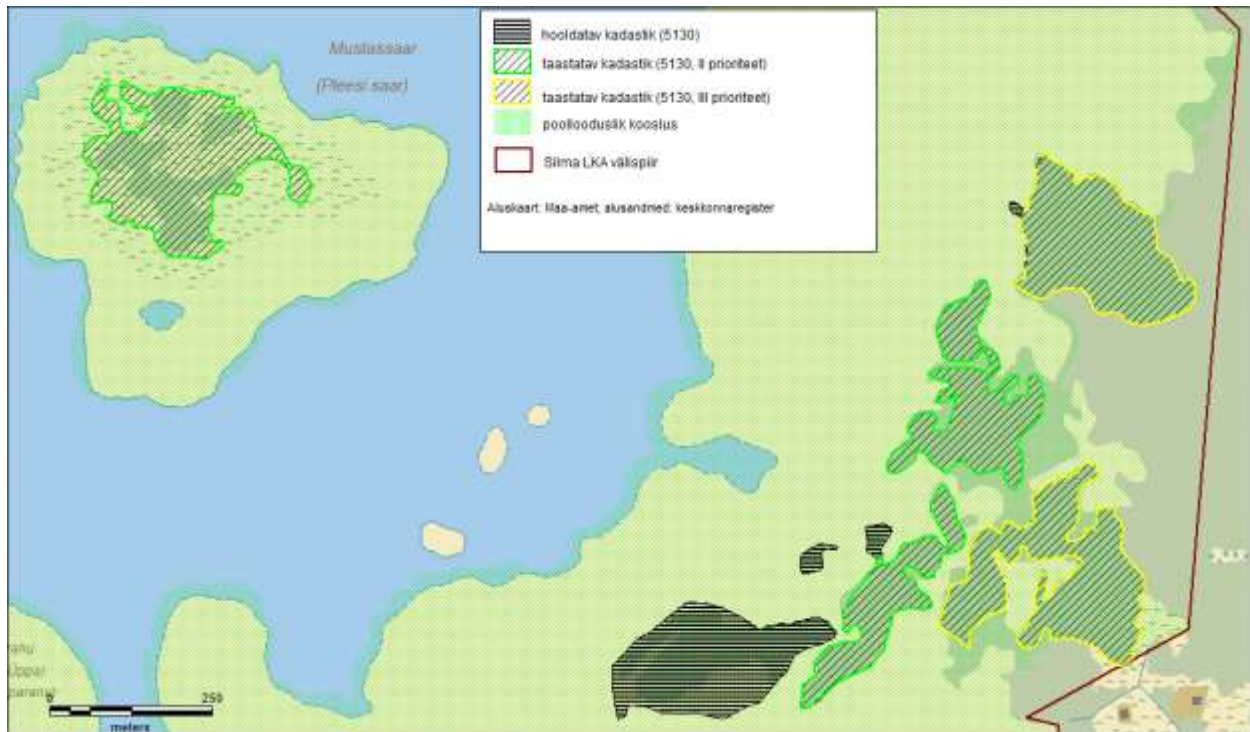 Mustassaar
(Pleesi saar)
hooldatav kadastik (5130)
taastatav kadastik (5130, II prioriteet)
taastatav kadastik (5130, III prioriteet)
poollooduslik kooslus
Silma LKA välispiir
Aluskaart: Maa-amet; alusandmed: keskkonnaregister
0
250
meters